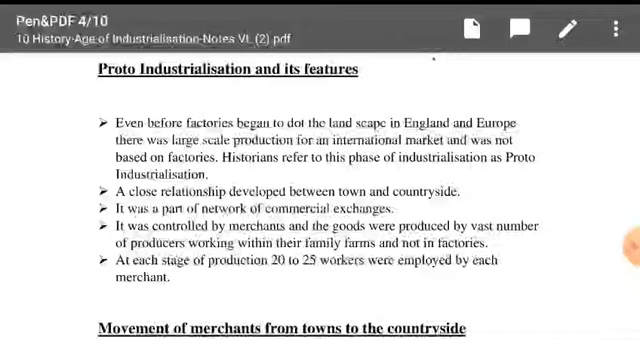 Pen&PDF 4/10
10 History-Age of Industrialisation-Notes VL (2).pdf
Proto Industrialisation and its features
➤ Even before factories began to dot the land scape in England and Europe
there was large scale production for an international market and was not
based on factories. Historians refer to this phase of industrialisation as Proto
Industrialisation.
➤ A close relationship developed between town and countryside.
➤ It was a part of network of commercial exchanges.
➤ It was controlled by merchants and the goods were produced by vast number
of producers working within their family farms and not in factories.
➤ At each stage of production 20 to 25 workers were employed by each
merchant.
Movement of merchants from towns to the countryside